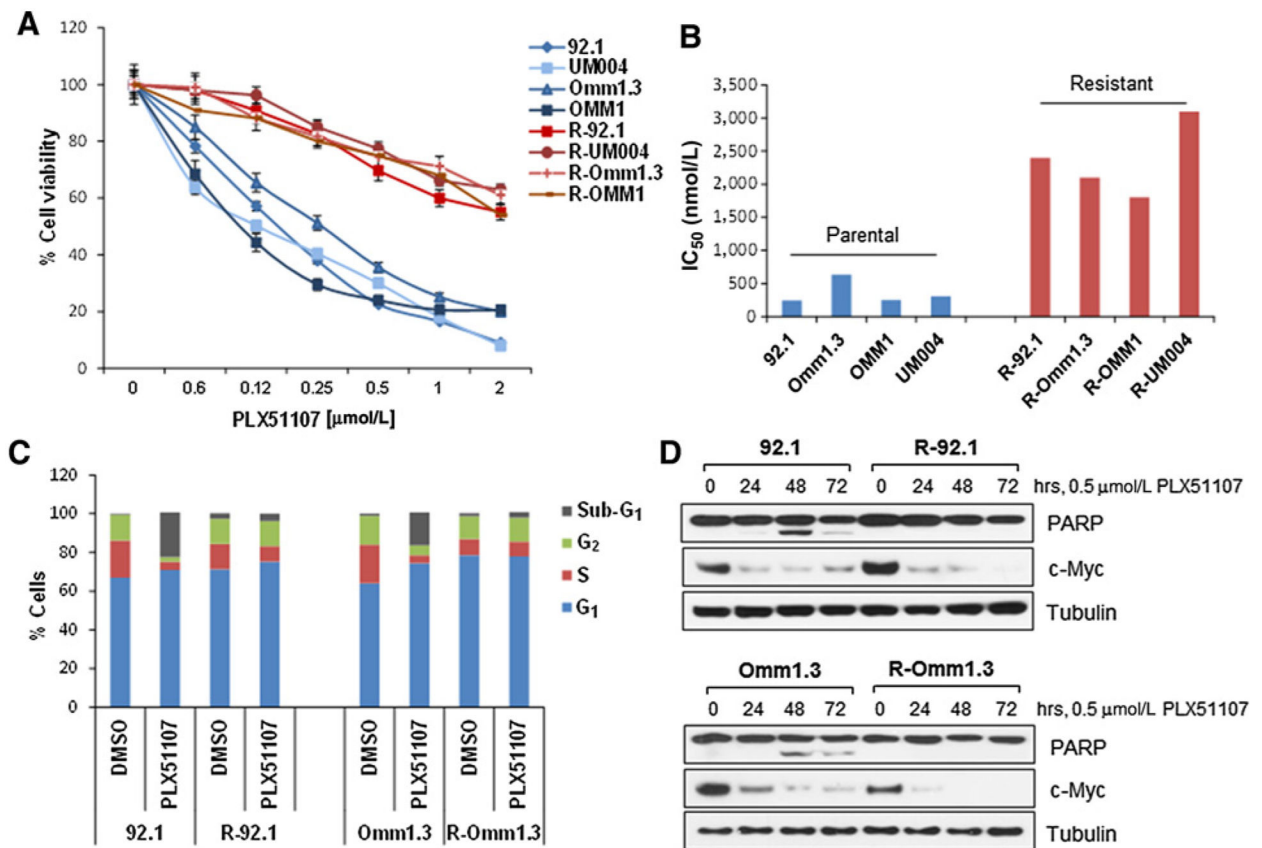 A
120
100
80
60
40
20
0
% Cell viability
0 0.6 0.12 0.25 0.5 1 2
PLX51107 [μmol/L]
92.1
UM004
Omm1.3
OMM1
R-92.1
R-UM004
R-Omm1.3
R-OMM1
B
3,500
3,000
2,500
2,000
1,500
1,000
500
0
IC50 (nmol/L)
Parental
Resistant
92.1
Omm1.3
OMM1
UM004
R-92.1
R-Omm1.3
R-OMM1
R-UM004
C
120
100
80
60
40
20
0
% Cells
Sub-G1
G2
S
G1
DMSO
PLX51107
DMSO
PLX51107
DMSO
PLX51107
DMSO
PLX51107
92.1 R-92.1 Omm1.3 R-Omm1.3
D
92.1 R-92.1
0 24 48 72 0 24 48 72 hrs, 0.5 μmol/L PLX51107
PARP
c-Myc
Tubulin
Omm1.3 R-Omm1.3
0 24 48 72 0 24 48 72 hrs, 0.5 μmol/L PLX51107
PARP
c-Myc
Tubulin